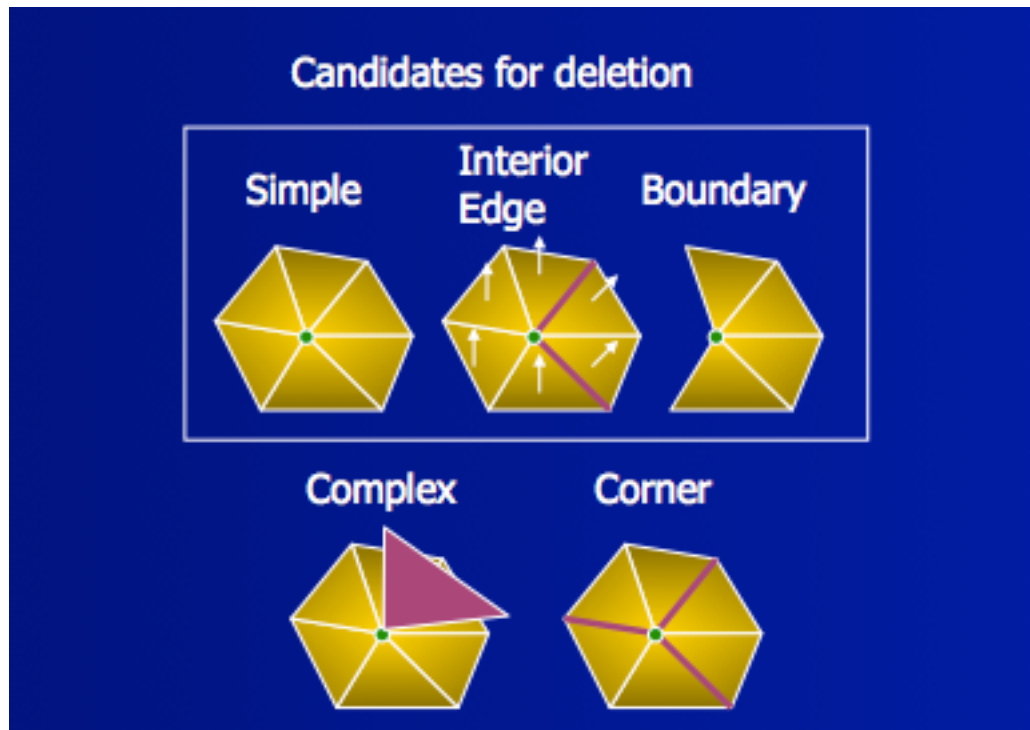 Candidates for deletion
Simple
Interior
Edge
Boundary
Complex
Corner